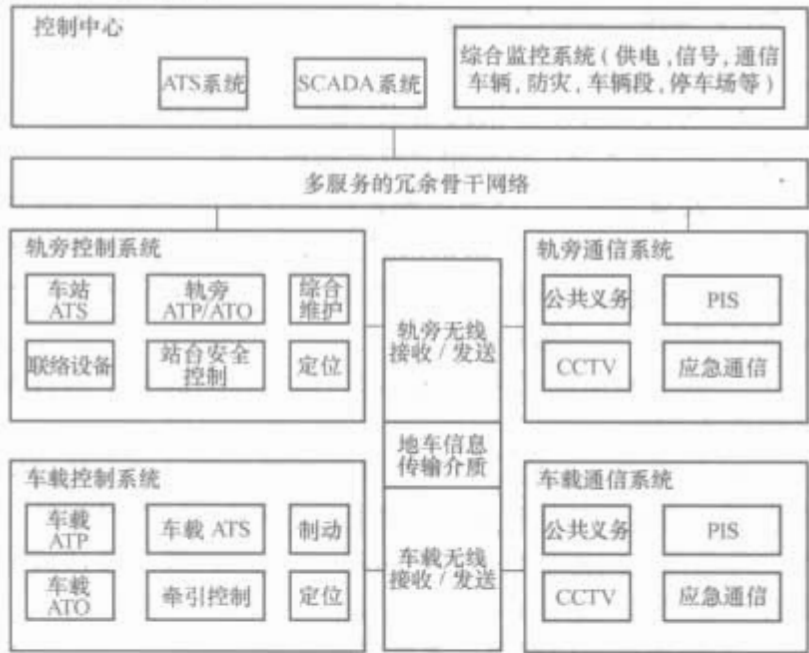 控制中心
ATS系统
SCADA系统
综合监控系统(供电,信号,通信
车辆,防灾,车辆段,停车场等)
多服务的冗余骨干网络
轨旁控制系统
车站
ATS
轨旁
ATP/ATO
综合
维护
联络设备
站台安全
控制
定位
轨旁无线
接收/发送
地车信息
传输介质
车载无线
接收/发送
轨旁通信系统
公共义务
PIS
CCTV
应急通信
车载控制系统
车载
ATP
车载 ATS
制动
车载
ATO
牵引控制
定位
车载通信系统
公共义务
PIS
CCTV
应急通信